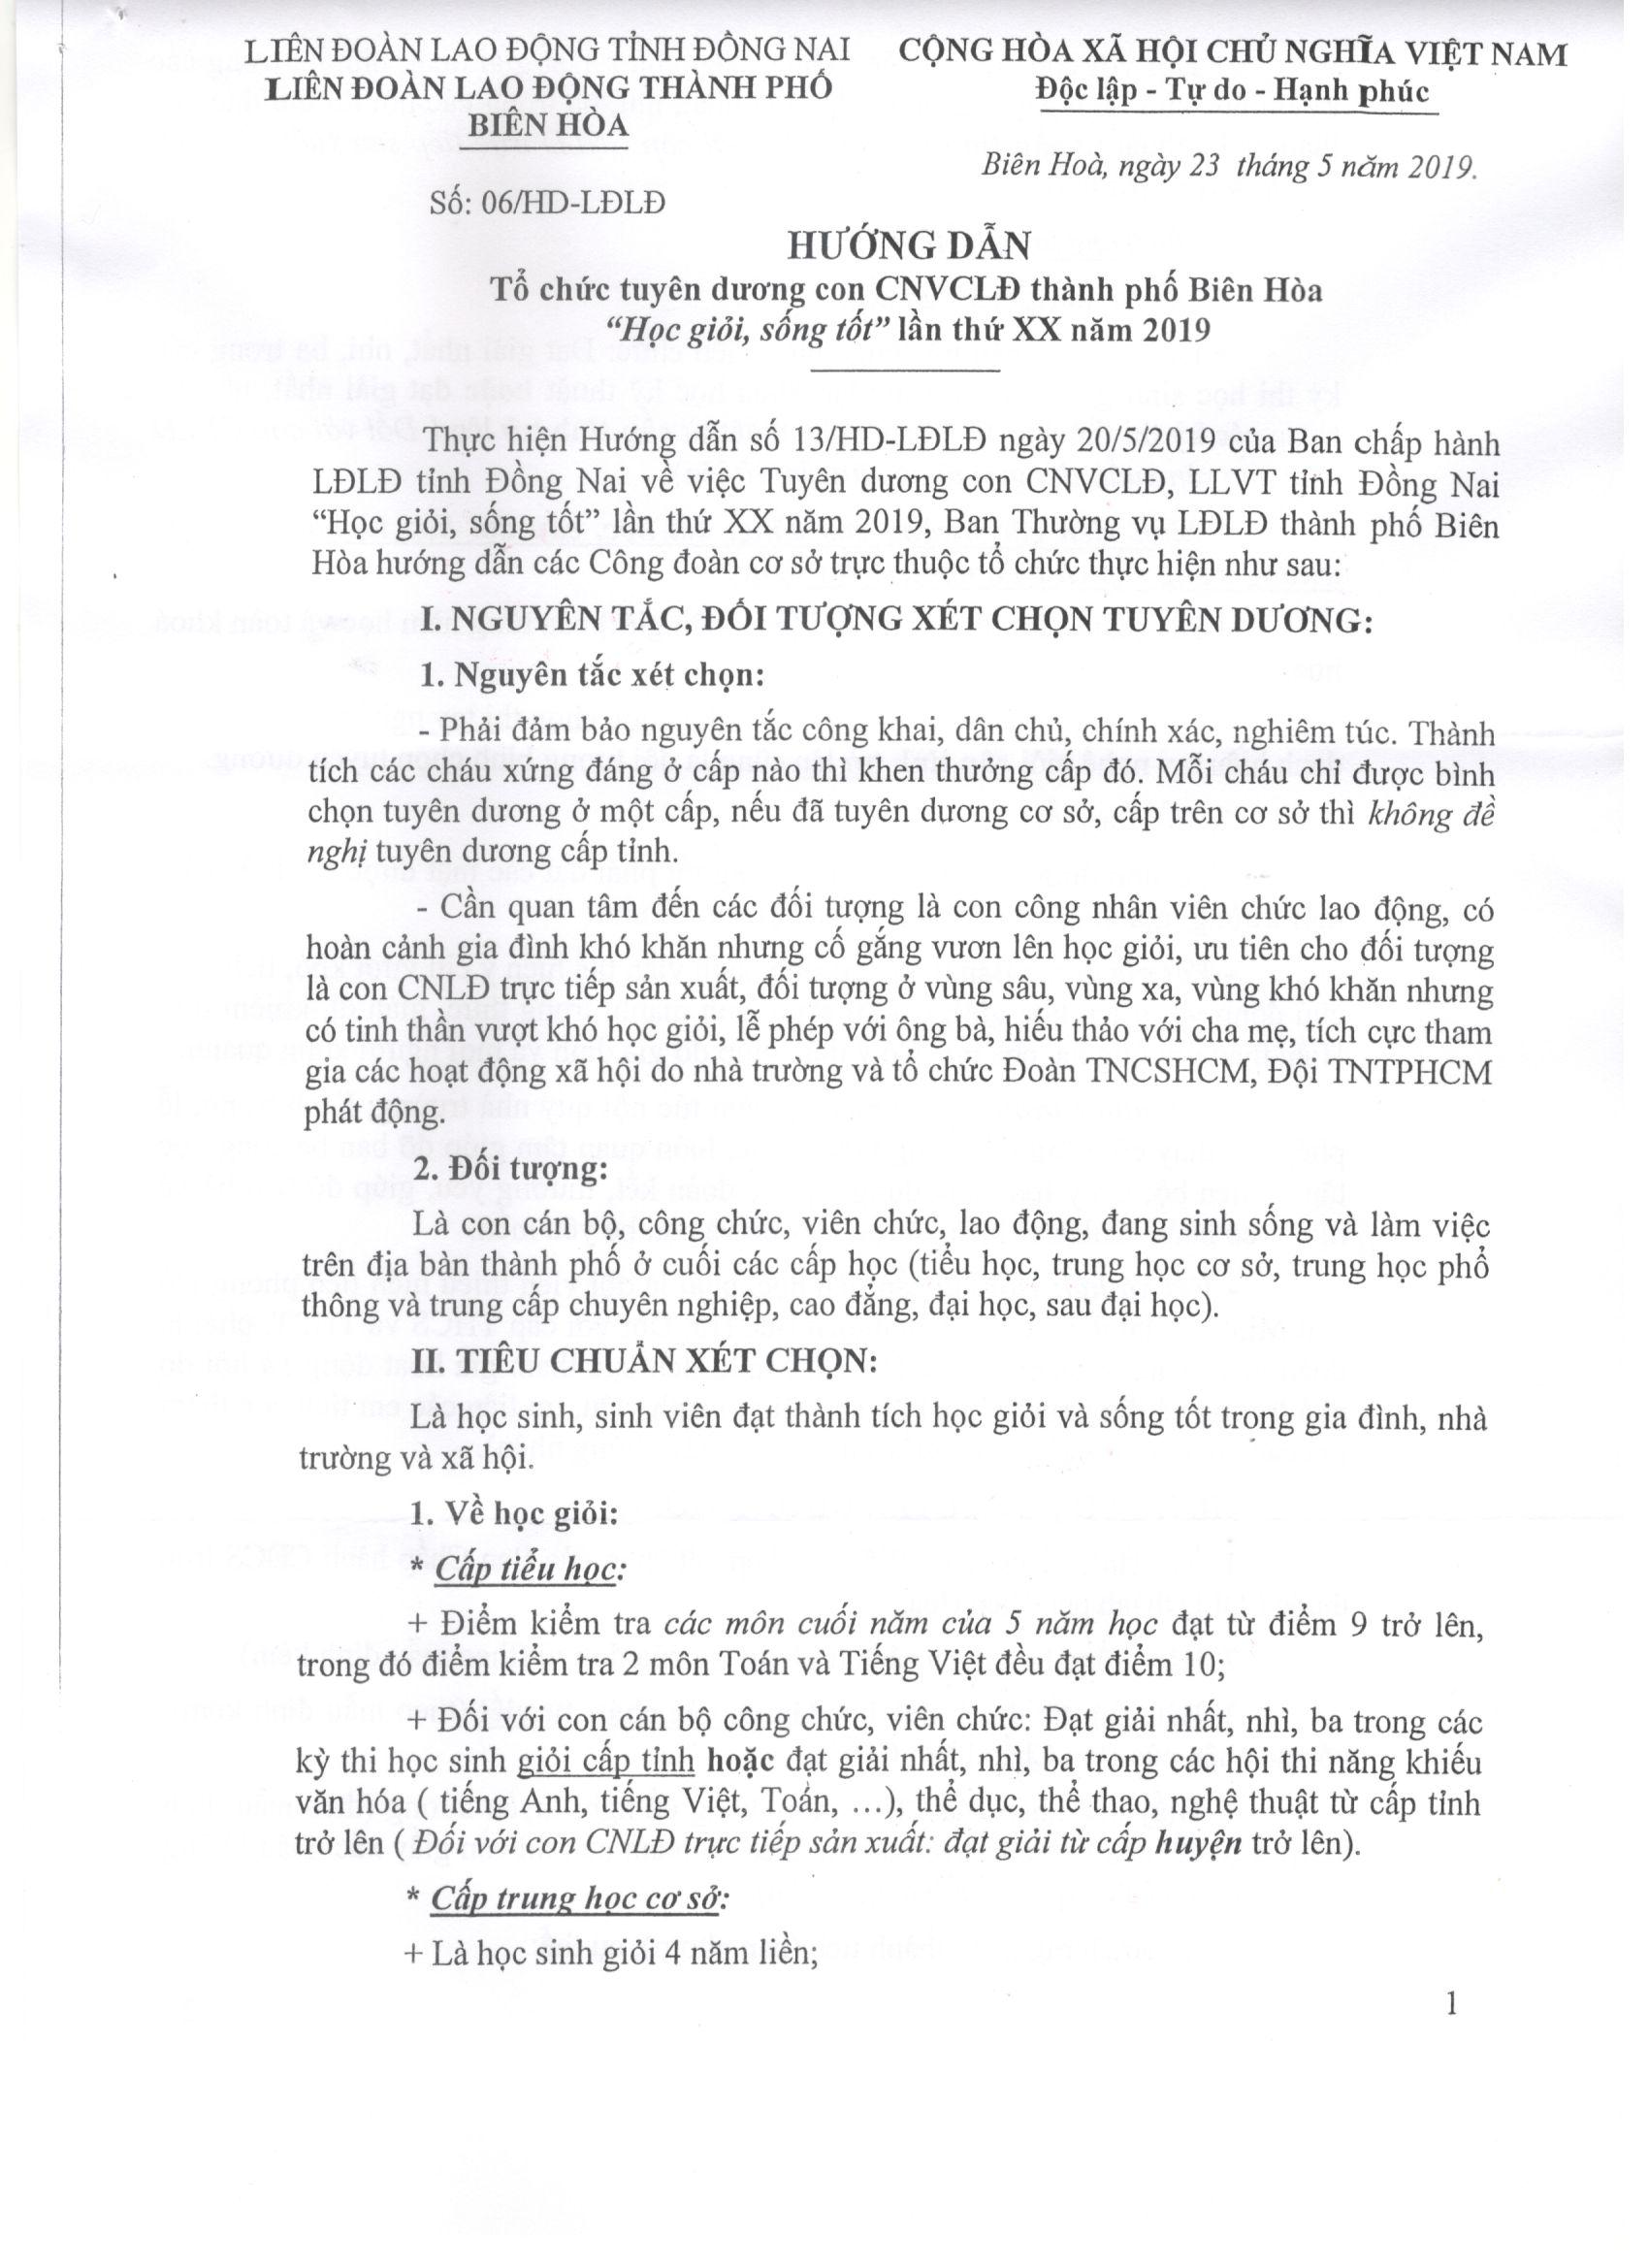 LIÊN ĐOÀN LAO ĐỘNG TỈNH ĐỒNG NAI
LIÊN ĐOÀN LAO ĐỘNG THÀNH PHỐ
BIÊN HÒA
Số: 06/HD-LĐLĐ
CỘNG HÒA XÃ HỘI CHỦ NGHĨA VIỆT NAM
Độc lập - Tự do - Hạnh phúc
Biên Hoà, ngày 23 tháng 5 năm 2019.
HƯỚNG DẪN
Tổ chức tuyên dương con CNVCLĐ thành phố Biên Hòa
“Học giỏi, sống tốt” lần thứ XX năm 2019
Thực hiện Hướng dẫn số 13/HD-LĐLĐ ngày 20/5/2019 của Ban chấp hành
LĐLĐ tỉnh Đồng Nai về việc Tuyên dương con CNVCLĐ, LLVT tỉnh Đồng Nai
“Học giỏi, sống tốt” lần thứ XX năm 2019, Ban Thường vụ LĐLĐ thành phố Biên
Hòa hướng dẫn các Công đoàn cơ sở trực thuộc tổ chức thực hiện như sau:
I. NGUYÊN TẮC, ĐỐI TƯỢNG XÉT CHỌN TUYÊN DƯƠNG:
1. Nguyên tắc xét chọn:
- Phải đảm bảo nguyên tắc công khai, dân chủ, chính xác, nghiêm túc. Thành
tích các cháu xứng đáng ở cấp nào thì khen thưởng cấp đó. Mỗi cháu chỉ được bình
chọn tuyên dương ở một cấp, nếu đã tuyên dương cơ sở, cấp trên cơ sở thì không đề
nghị tuyên dương cấp tỉnh.
- Cần quan tâm đến các đối tượng là con công nhân viên chức lao động, có
hoàn cảnh gia đình khó khăn nhưng cố gắng vươn lên học giỏi, ưu tiên cho đối tượng
là con CNLĐ trực tiếp sản xuất, đối tượng ở vùng sâu, vùng xa, vùng khó khăn nhưng
có tinh thần vượt khó học giỏi, lễ phép với ông bà, hiếu thảo với cha mẹ, tích cực tham
gia các hoạt động xã hội do nhà trường và tổ chức Đoàn TNCSHCM, Đội TNTPHCM
phát động.
2. Đối tượng:
Là con cán bộ, công chức, viên chức, lao động, đang sinh sống và làm việc
trên địa bàn thành phố ở cuối các cấp học (tiểu học, trung học cơ sở, trung học phổ
thông và trung cấp chuyên nghiệp, cao đẳng, đại học, sau đại học).
II. TIÊU CHUẨN XÉT CHỌN:
Là học sinh, sinh viên đạt thành tích học giỏi và sống tốt trong gia đình, nhà
trường và xã hội.
1. Về học giỏi:
* Cấp tiểu học:
+ Điểm kiểm tra các môn cuối năm của 5 năm học đạt từ điểm 9 trở lên,
trong đó điểm kiểm tra 2 môn Toán và Tiếng Việt đều đạt điểm 10;
+ Đối với con cán bộ công chức, viên chức: Đạt giải nhất, nhì, ba trong các
kỳ thi học sinh giỏi cấp tỉnh hoặc đạt giải nhất, nhì, ba trong các hội thi năng khiếu
văn hóa ( tiếng Anh, tiếng Việt, Toán, ...), thể dục, thể thao, nghệ thuật từ cấp tỉnh
trở lên ( Đối với con CNLĐ trực tiếp sản xuất: đạt giải từ cấp huyện trở lên).
* Cấp trung học cơ sở:
+ Là học sinh giỏi 4 năm liền;
1